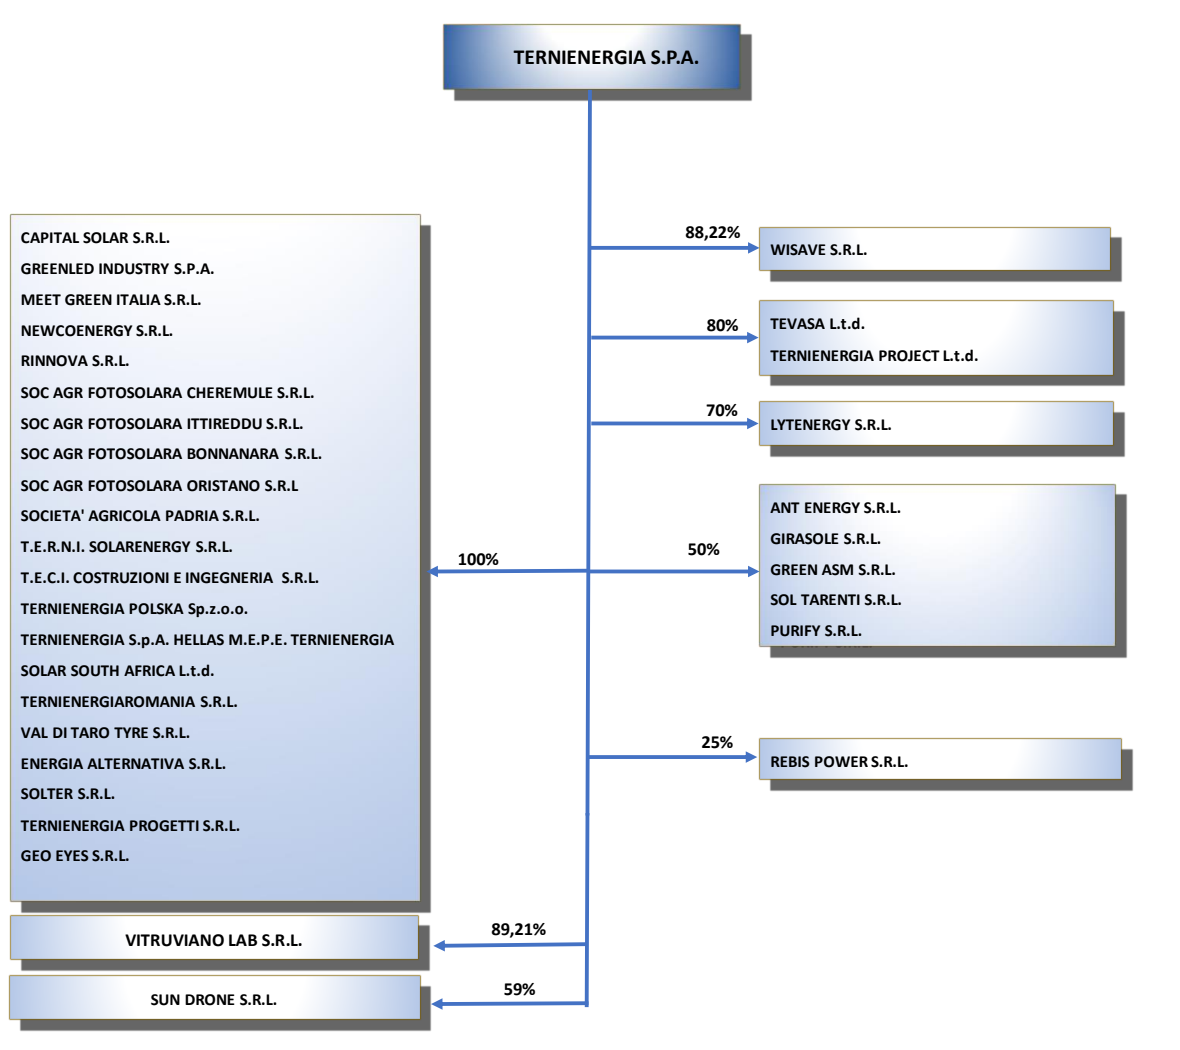 TERNIENERGIA S.P.A.
CAPITAL SOLAR S.R.L.
GREENLED INDUSTRY S.P.A.
MEET GREEN ITALIA S.R.L.
NEWCOENERGY S.R.L.
RINNOVA S.R.L.
SOC AGR FOTOSOLARA CHEREMULE S.R.L.
SOC AGR FOTOSOLARA ITTIREDDU S.R.L.
SOC AGR FOTOSOLARA BONNANARA S.R.L.
SOC AGR FOTOSOLARA ORISTANO S.R.L
SOCIETA' AGRICOLA PADRIA S.R.L.
T.E.R.N.I. SOLARENERGY S.R.L.
T.E.C.I. COSTRUZIONI E INGEGNERIA S.R.L.
TERNIENERGIA POLSKA Sp.z.o.o.
TERNIENERGIA S.p.A. HELLAS M.E.P.E. TERNIENERGIA
SOLAR SOUTH AFRICA L.t.d.
TERNIENERGIAROMANIA S.R.L.
VAL DI TARO TYRE S.R.L.
ENERGIA ALTERNATIVA S.R.L.
SOLTER S.R.L.
TERNIENERGIA PROGETTI S.R.L.
GEO EYES S.R.L.
100%
VITRUVIANO LAB S.R.L.
89,21%
SUN DRONE S.R.L.
59%
88,22%
WISAVE S.R.L.
80%
TEVASA L.t.d.
TERNIENERGIA PROJECT L.t.d.
70%
LYTENERGY S.R.L.
50%
ANT ENERGY S.R.L.
GIRASOLE S.R.L.
GREEN ASM S.R.L.
SOL TARENTI S.R.L.
PURIFY S.R.L.
25%
REBIS POWER S.R.L.